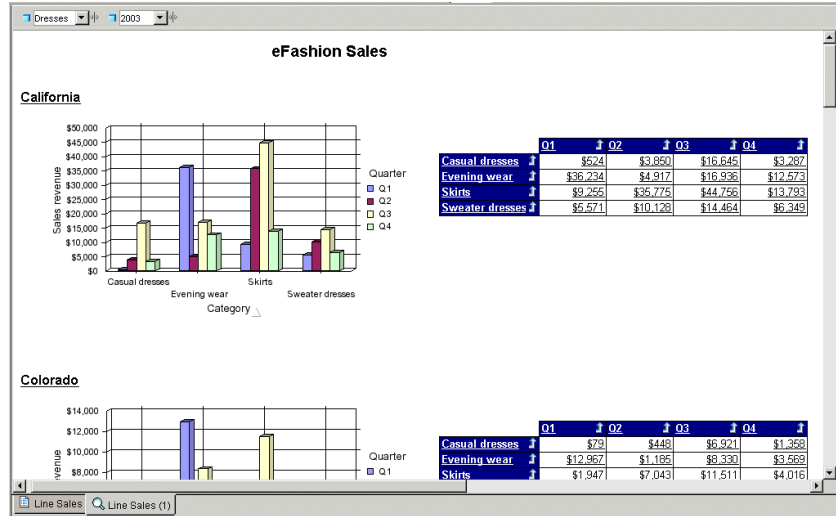 Dresses 2003
eFashion Sales
California
$50,000
$45,000
$40,000
$35,000
$30,000
$25,000
$20,000
$15,000
$10,000
$5,000
$0
Sales revenue
Casual dresses
Evening wear
Skirts
Sweater dresses
Category
Quarter
Q1
Q2
Q3
Q4
Q1 Q2 Q3 Q4
Casual dresses $524 $3,850 $16,645 $3,287
Evening wear $36,234 $4,917 $16,936 $12,573
Skirts $9,255 $35,775 $44,756 $13,793
Sweater dresses $5,571 $10,128 $14,464 $6,349
Colorado
$14,000
$12,000
$10,000
$8,000
Quarter
Q1
Q1 Q2 Q3 Q4
Casual dresses $79 $448 $6,921 $1,358
Evening wear $12,967 $1,185 $8,330 $3,569
Skirts $1,947 $7,043 $11,511 $4,016
Line Sales Line Sales (1)